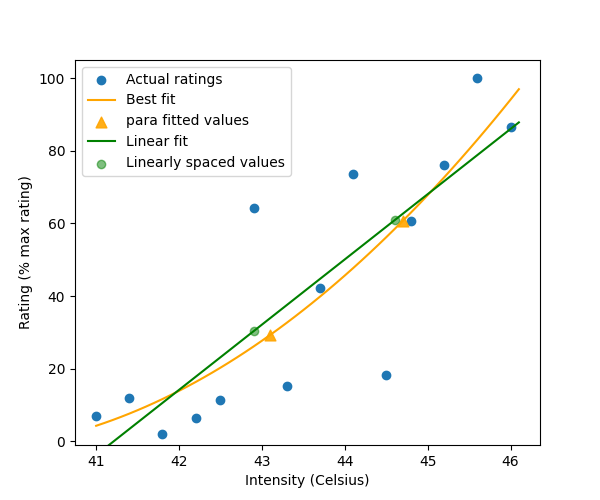 Actual ratings
Best fit
para fitted values
Linear fit
Linearly spaced values
100
80
60
40
20
0
Rating (% max rating)
41 42 43 44 45 46
Intensity (Celsius)